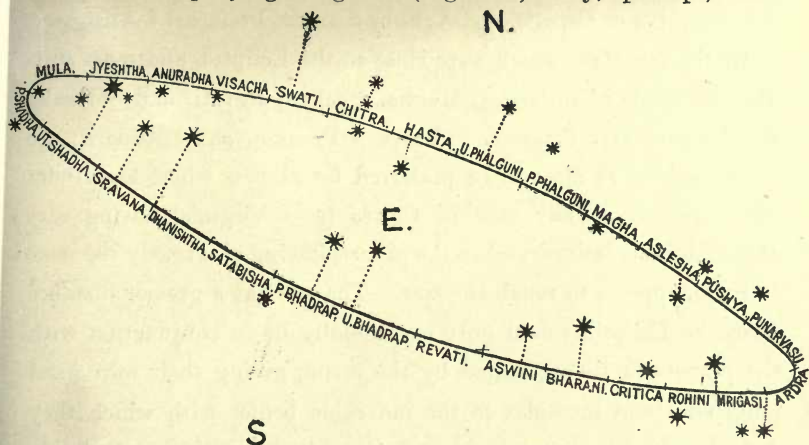 N.
MULA. JYESHTHA, ANURADHA, VISACHA, SWATI. CHITRA. HASTA, U.PHALGUNI, P.PHALGUNI, MAGHA, ASLESHA, PUSHYA, PUNARVASU, ARDRA
UT.SHADHA. SRAVANA, DHANISHTHA SATABISHA, P.BHADRAP. U.BHADRAP. REVATI. ASWINI BHARANI. CRITICA ROHINI MRIGASI
E.
S